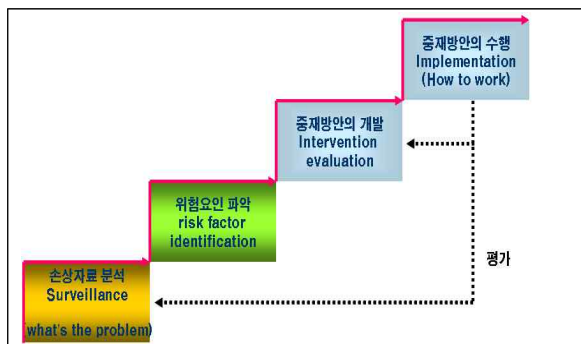 중재방안의 수행
Implementation
(How to work)
중재방안의 개발
Intervention
evaluation
위험요인 파악
risk factor
identification
평가
손상자료 분석
Surveillance
(what's the problem)